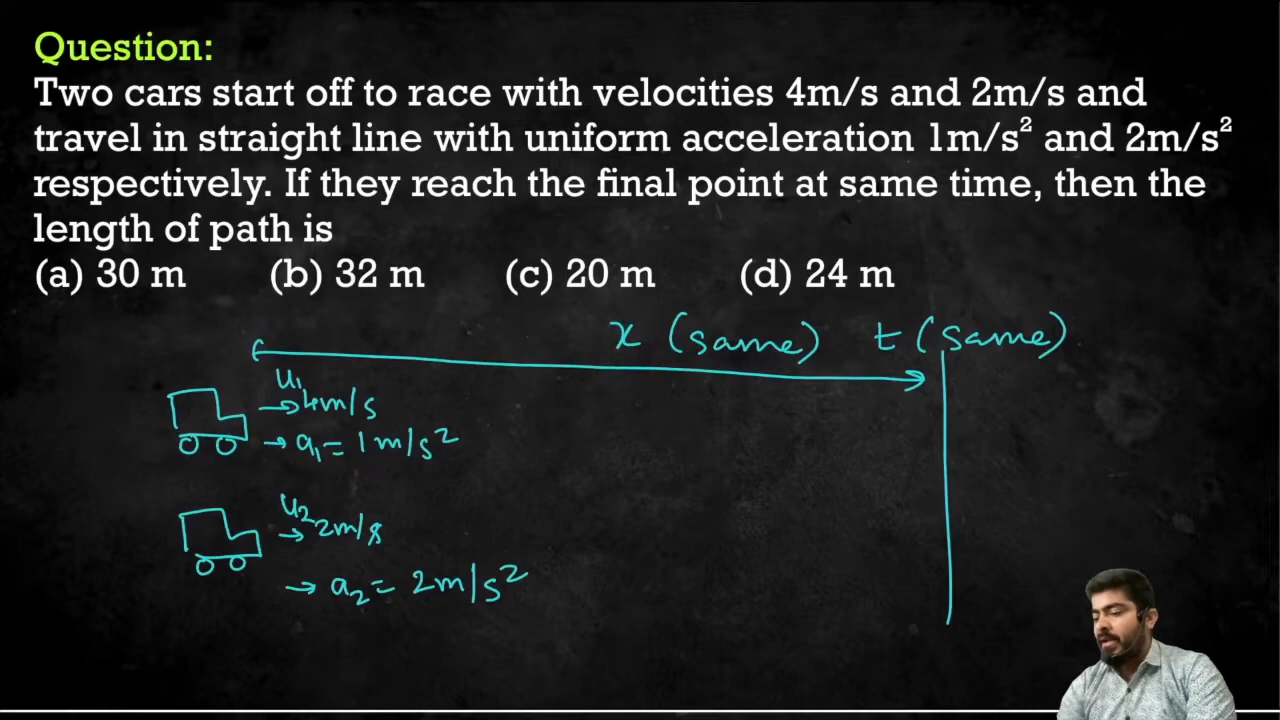 Question:
Two cars start off to race with velocities 4m/s and 2m/s and
travel in straight line with uniform acceleration 1m/s² and 2m/s²
respectively. If they reach the final point at same time, then the
length of path is
(a) 30 m (b) 32 m (c) 20 m (d) 24 m
x (same) t (same)
u₁
→ 4m/s
→ a₁ = 1 m/s²
u₂
→ 2m/s
→ a₂ = 2m/s²